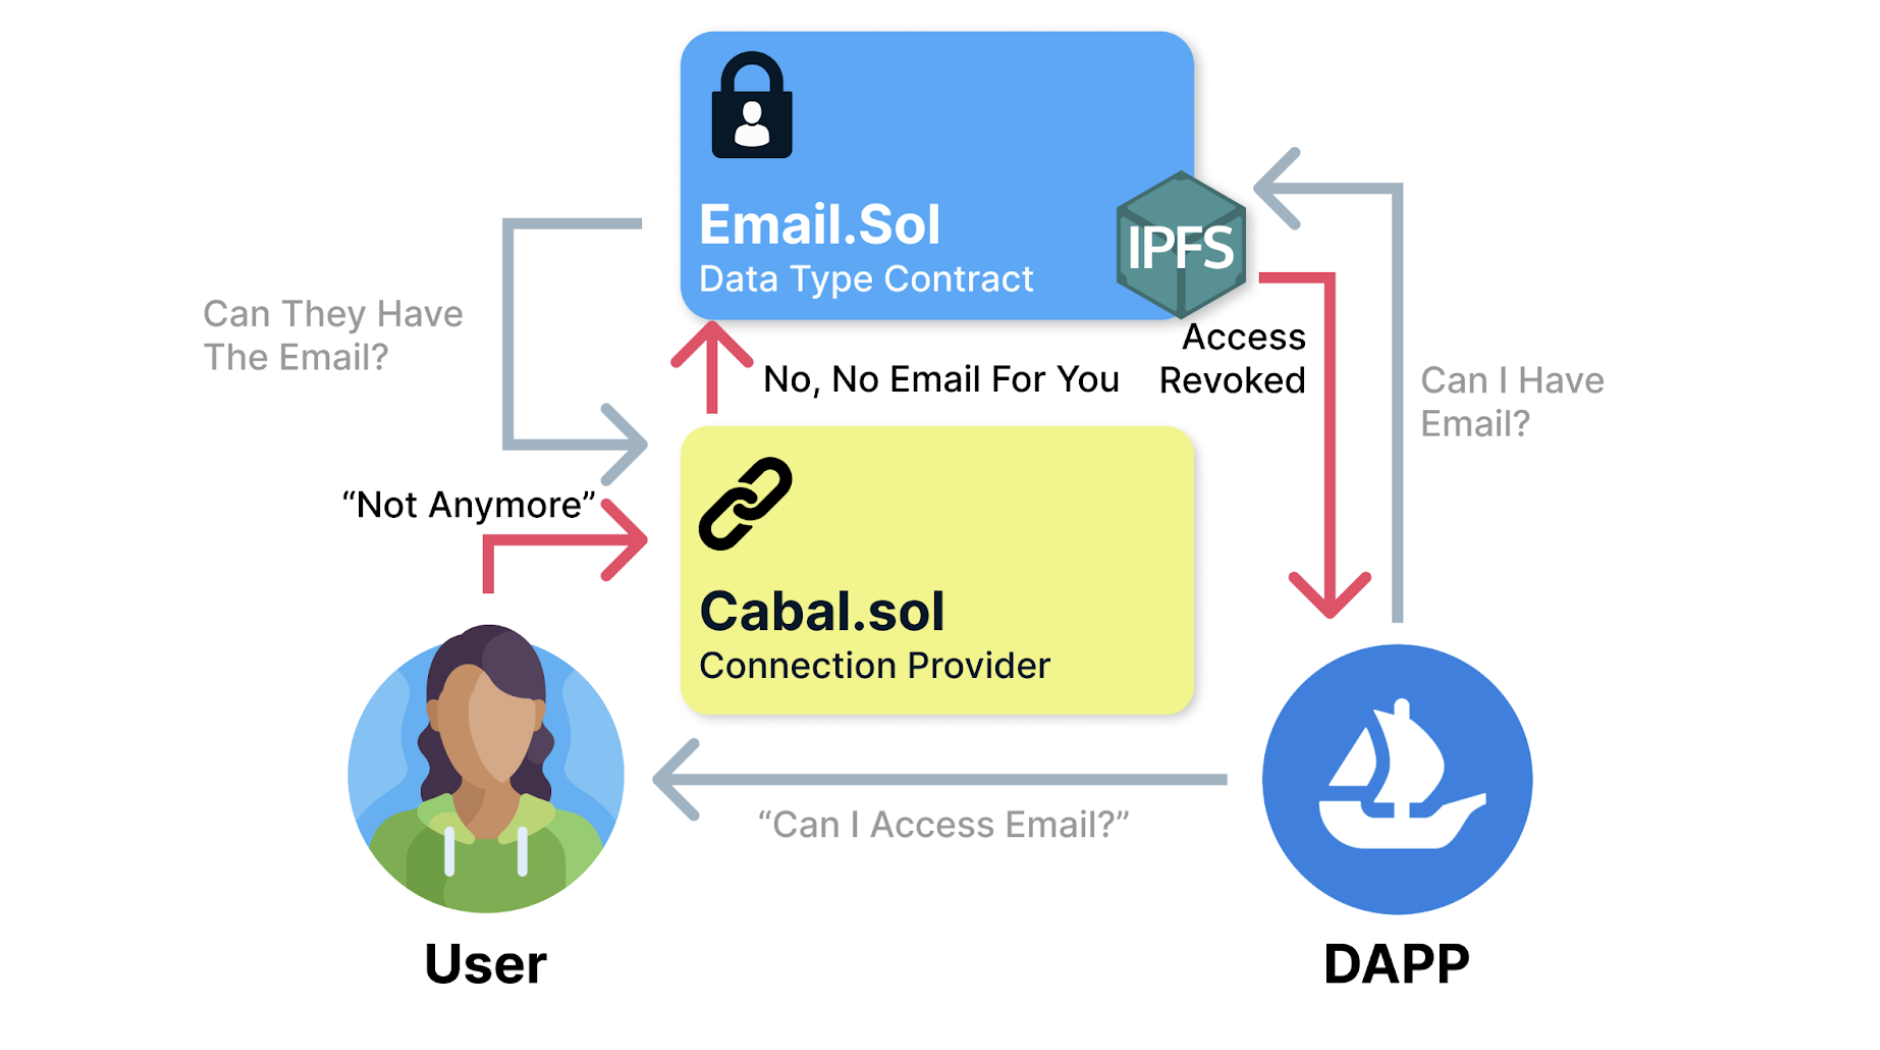 Email.Sol
Data Type Contract
IPFS
Can They Have
The Email?
No, No Email For You
Access
Revoked
Can I Have
Email?
“Not Anymore”
Cabal.sol
Connection Provider
“Can I Access Email?”
User
DAPP